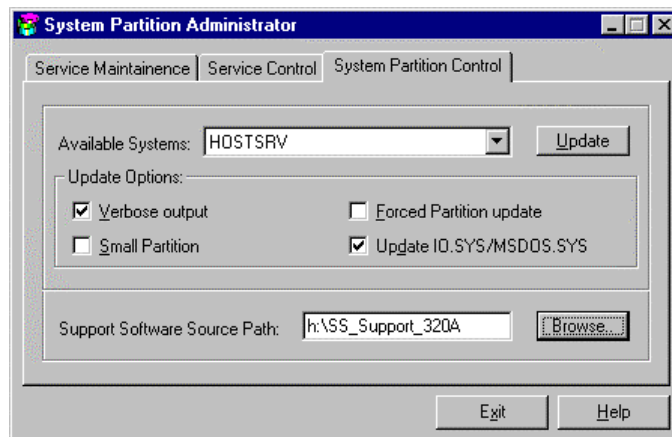 System Partition Administrator
Service Maintainence Service Control System Partition Control
Available Systems: HOSTSRV Update
Update Options:
Verbose output Forced Partition update
Small Partition Update IO.SYS/MSDOS.SYS
Support Software Source Path: h:\SS_Support_320A Browse..
Exit Help